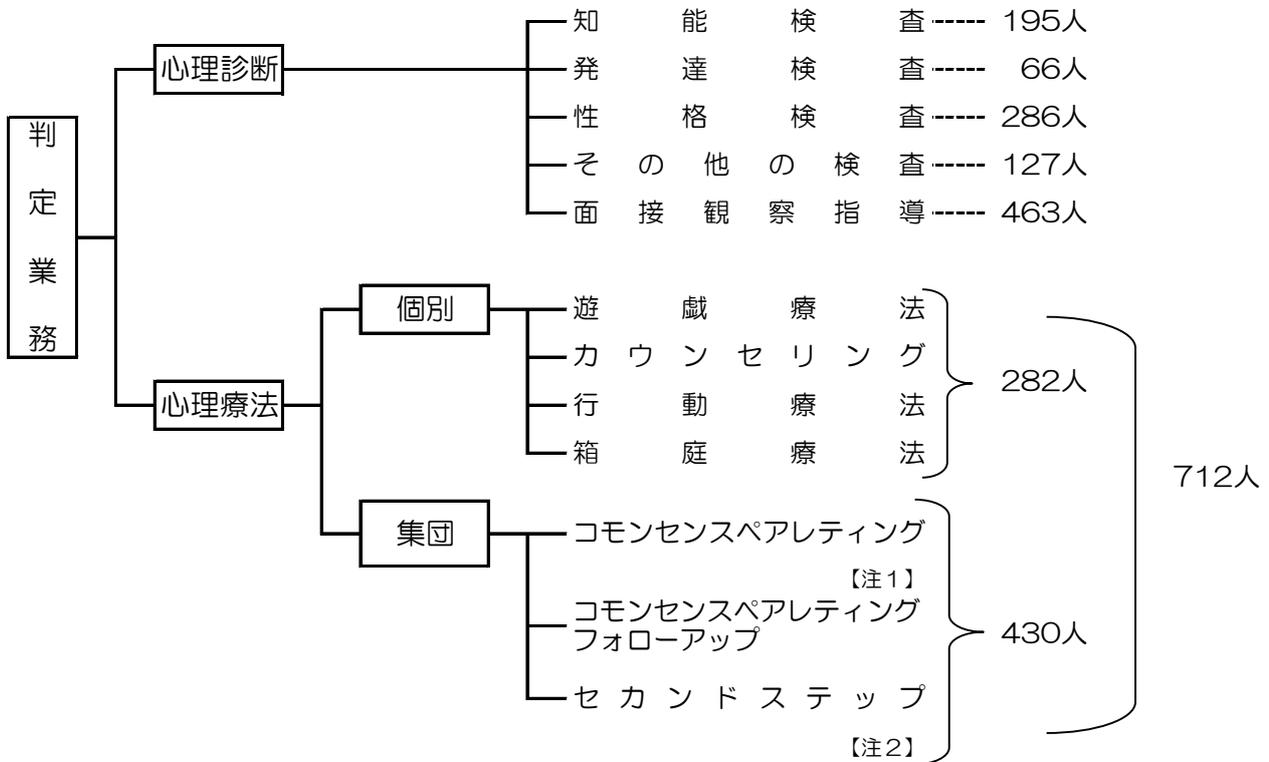 判定業務
心理診断
知能検査 195人
発達検査 66人
性格検査 286人
その他の検査 127人
面接観察指導 463人
心理療法
個別
遊戯療法
カウンセリング
行動療法
箱庭療法
282人
集団
コモンセンスペアレティング
【注1】
コモンセンスペアレティング
フォローアップ
セカンドステップ
【注2】
430人
712人